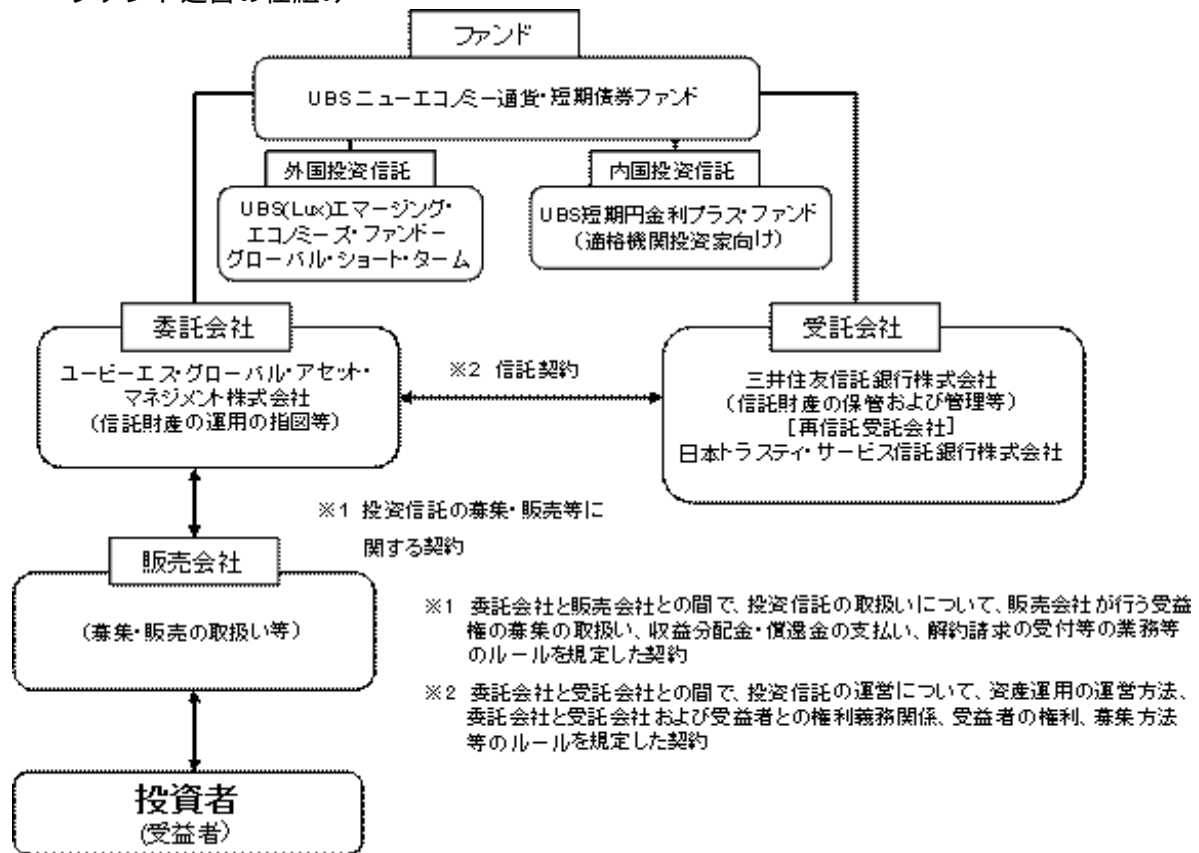 ファンド運営の仕組み
ファンド
UBSニューエコノミー通貨・短期債券ファンド
外国投資信託
UBS(Lux)エマージング・
エコノミーズ・ファンドー
グローバル・ショート・ターム
内国投資信託
UBS短期円金利プラス・ファンド
(適格機関投資家向け)
委託会社
ユービーエス・グローバル・アセット・
マネジメント株式会社
(信託財産の運用の指図等)
※2 信託契約
受託会社
三井住友信託銀行株式会社
(信託財産の保管および管理等)
[再信託受託会社]
日本トラスティ・サービス信託銀行株式会社
※1 投資信託の募集・販売等に
関する契約
販売会社
(募集・販売の取扱い等)
※1 委託会社と販売会社との間で、投資信託の取扱いについて、販売会社が行う受益
権の募集の取扱い、収益分配金・償還金の支払い、解約請求の受付等の業務等
のルールを規定した契約
※2 委託会社と受託会社との間で、投資信託の運営について、資産運用の運営方法、
委託会社と受託会社および受益者との権利義務関係、受益者の権利、募集方法
等のルールを規定した契約
投資者
(受益者)